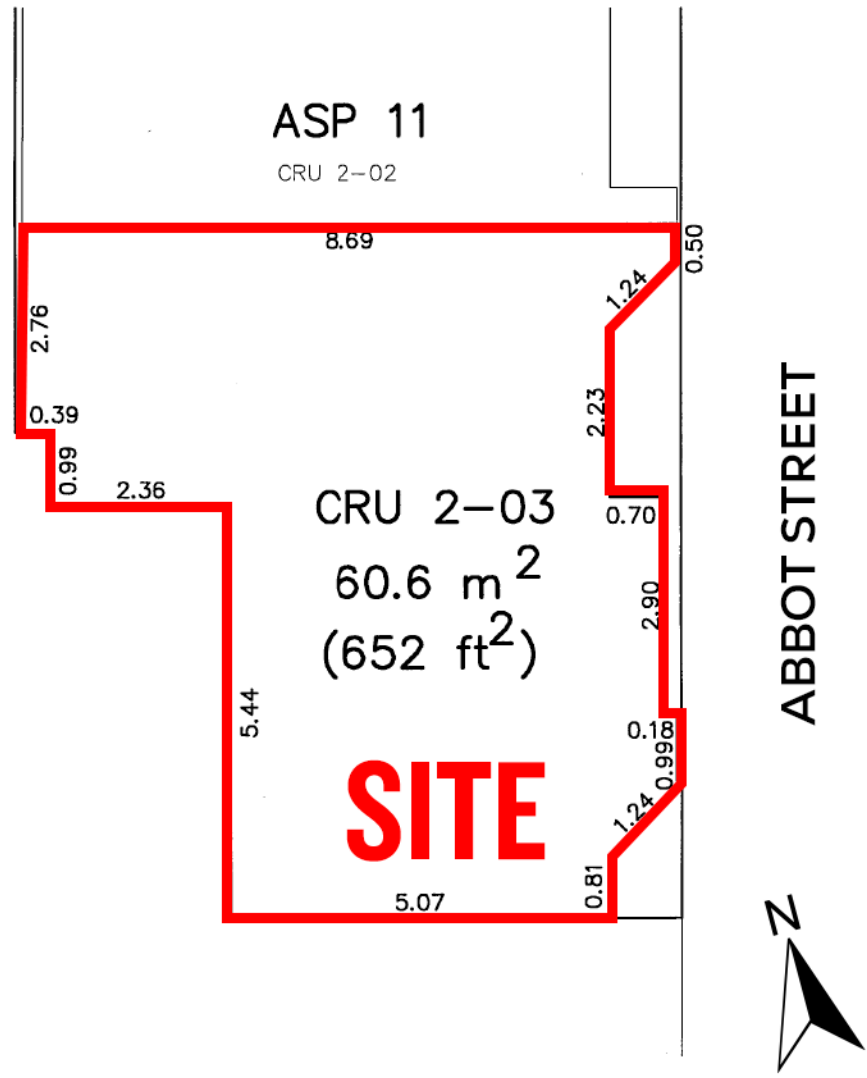 ASP 11
CRU 2-02
8.69
0.50
1.24
2.76
0.39
2.23
0.99
2.36
CRU 2-03
0.70
60.6 m²
2.90
(652 ft²)
ABBOT STREET
5.44
0.18
0.99
SITE
1.24
0.81
5.07
N